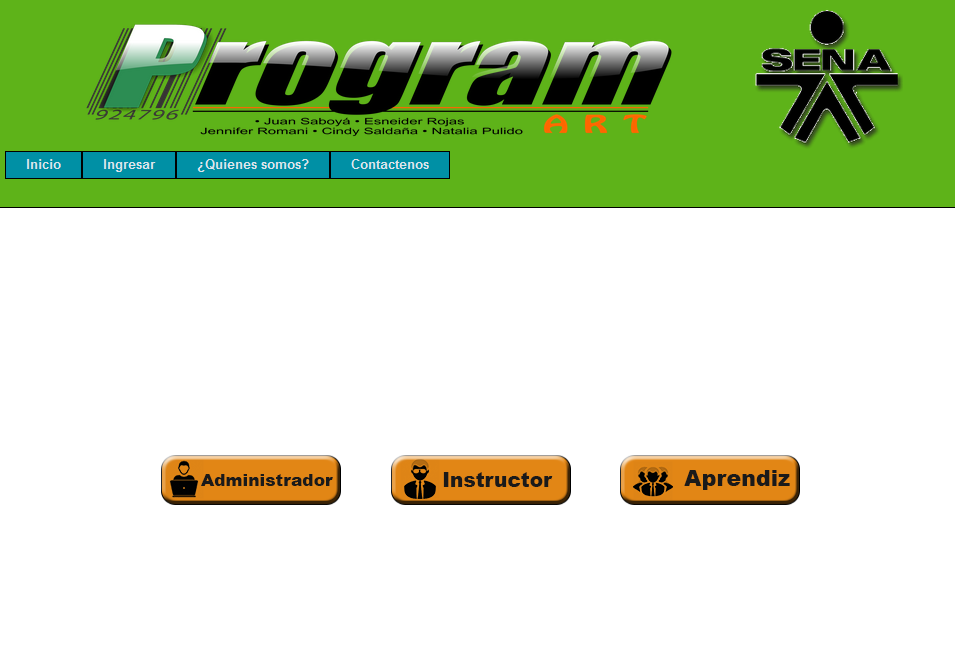 Program
SENA
924796
• Juan Saboyá • Esneider Rojas
Jennifer Romani • Cindy Saldaña • Natalia Pulido
ART
Inicio
Ingresar
¿Quienes somos?
Contactenos
Administrador
Instructor
Aprendiz